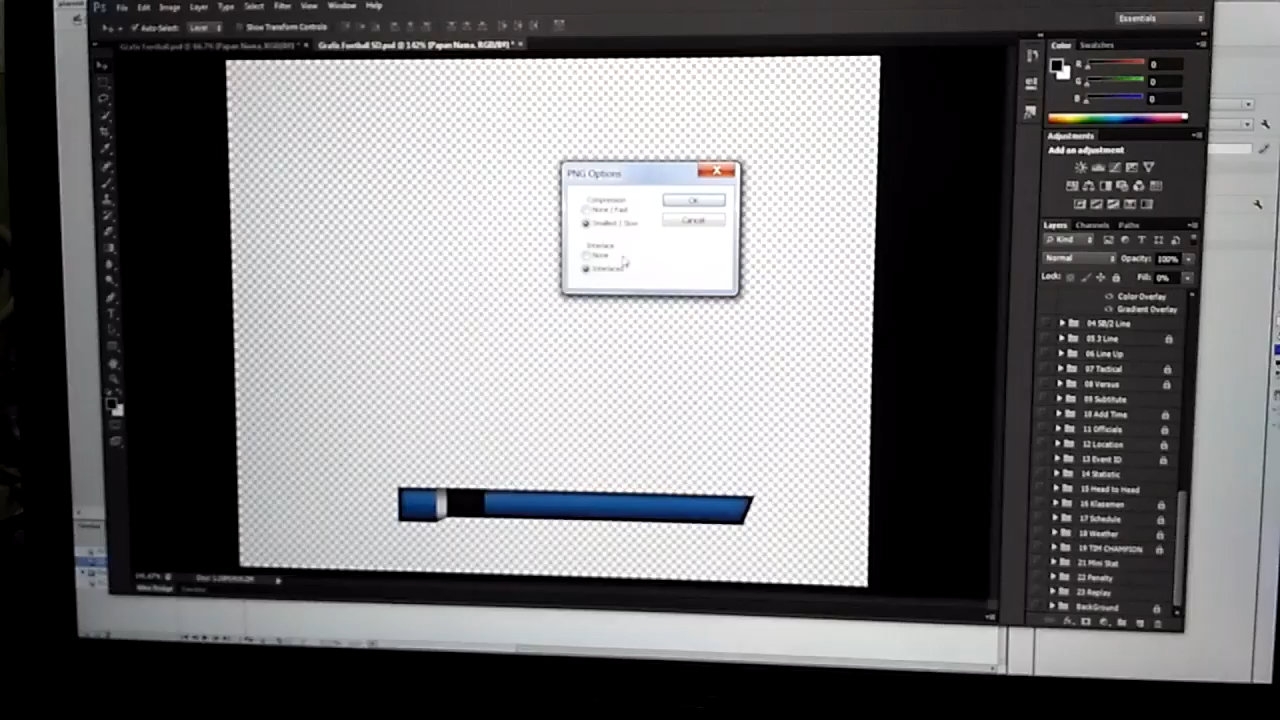 Ps File Edit Image Layer Type Select Filter View Window Help
Auto-Select: Layer Show Transform Controls
Essentials
Grafis Football.psd @ 66.7% (Papan Nama, RGB/8#) *
Grafis Football SD.psd @ 142% (Papan Nama, RGB/8#) *
Color Swatches
R 0
G 0
B 0
Adjustments
Add an adjustment
PNG Options
Compression
None / Fast
Smallest / Slow
Interlace
None
Interlaced
OK
Cancel
Layers Channels Paths
Kind
Normal Opacity: 100%
Lock: Fill: 0%
Color Overlay
Gradient Overlay
04 SB/2 Line
05 3 Line
06 Line Up
07 Tactical
08 Versus
09 Subtitute
10 Add Time
11 Officials
12 Location
13 Event ID
14 Statistic
15 Head to Head
16 Klasemen
17 Schedule
18 Weather
19 TIM CHAMPION
21 Mini Stat
22 Penalty
23 Replay
BackGround